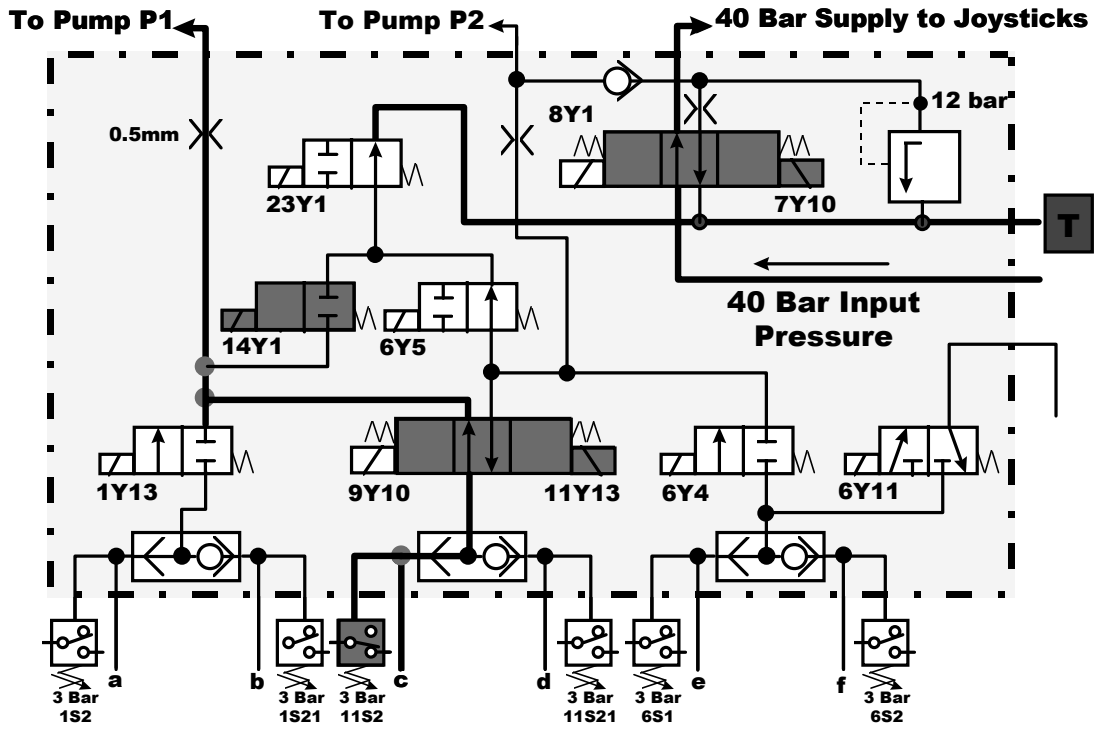 To Pump P1
To Pump P2
40 Bar Supply to Joysticks
12 bar
8Y1
0.5mm
23Y1
7Y10
T
40 Bar Input
Pressure
14Y1
6Y5
1Y13
9Y10
11Y13
6Y4
6Y11
a
b
c
d
e
f
3 Bar
1S2
3 Bar
1S21
3 Bar
11S2
3 Bar
11S21
3 Bar
6S1
3 Bar
6S2